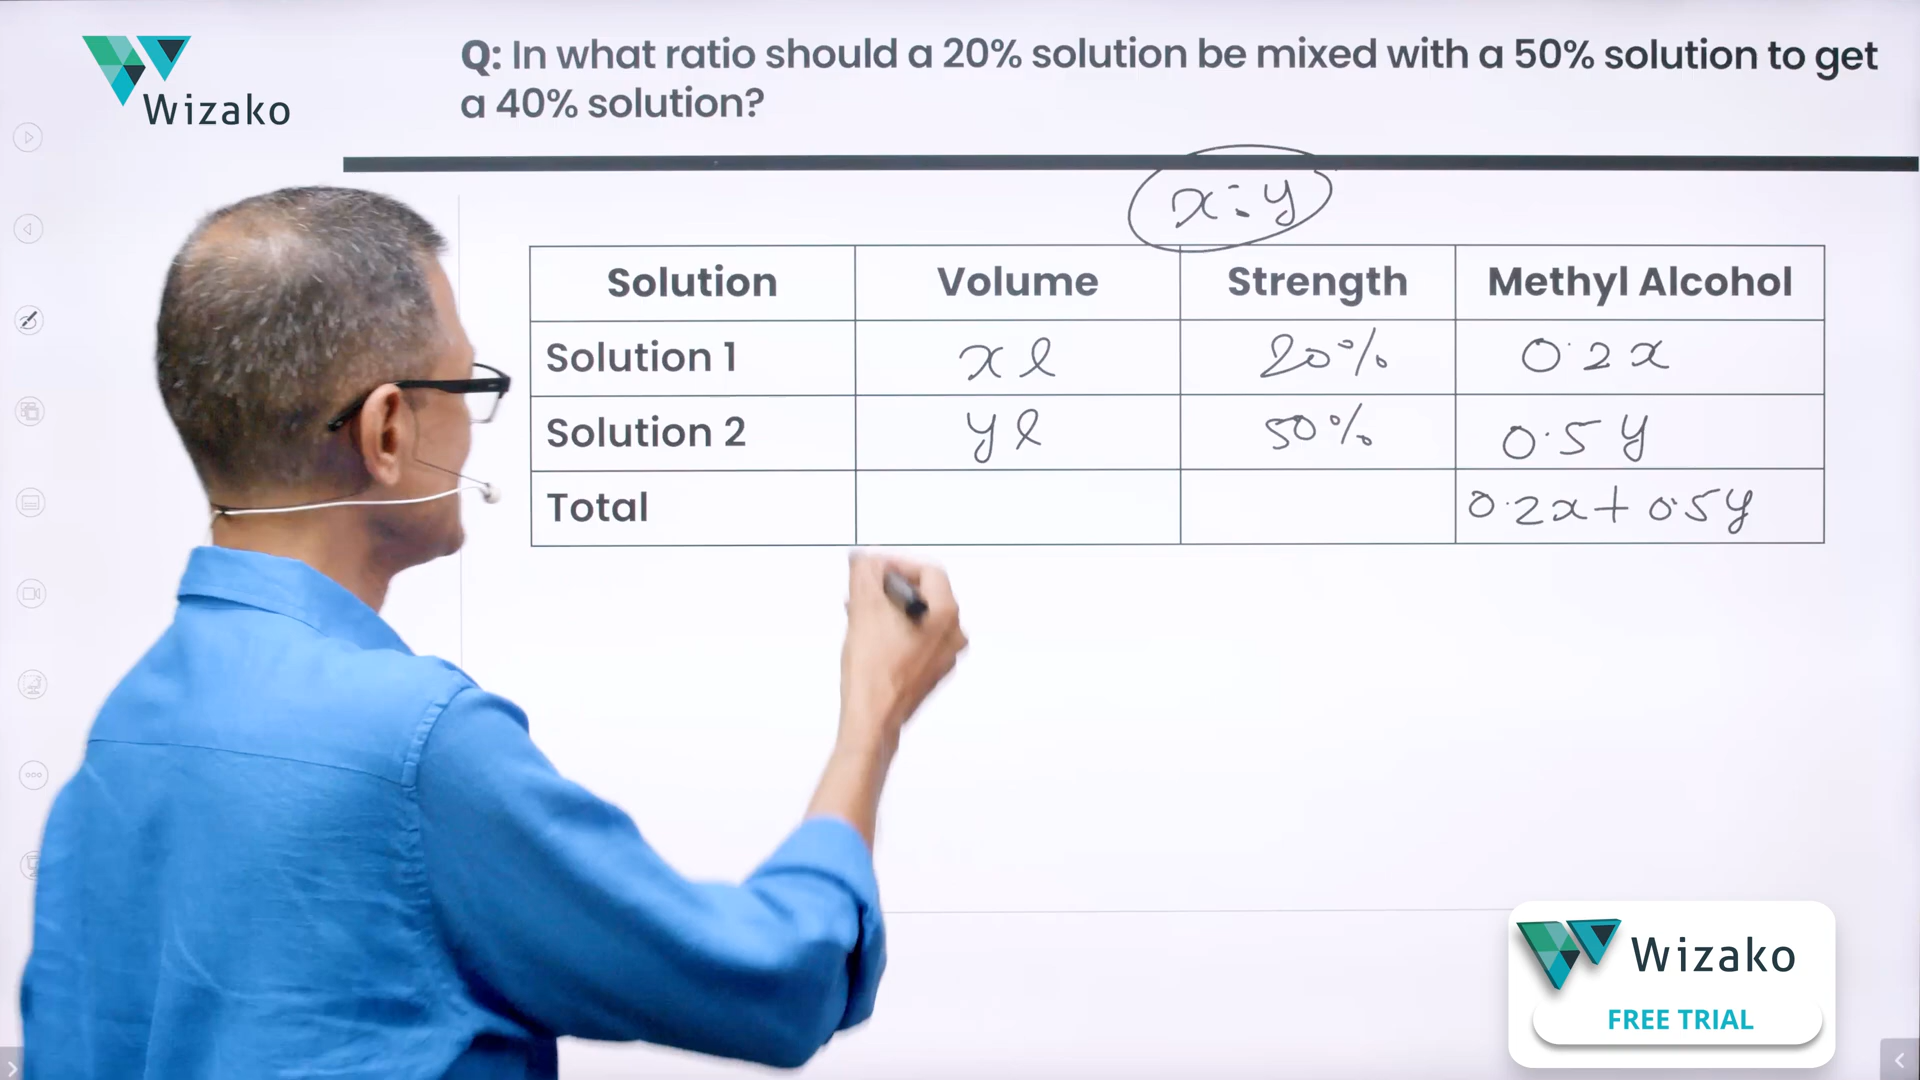 Wizako
Q: In what ratio should a 20% solution be mixed with a 50% solution to get
a 40% solution?
x : y
Solution Volume Strength Methyl Alcohol
Solution 1 x l 20% 0.2x
Solution 2 y l 50% 0.5y
Total 0.2x + 0.5y
Wizako
FREE TRIAL